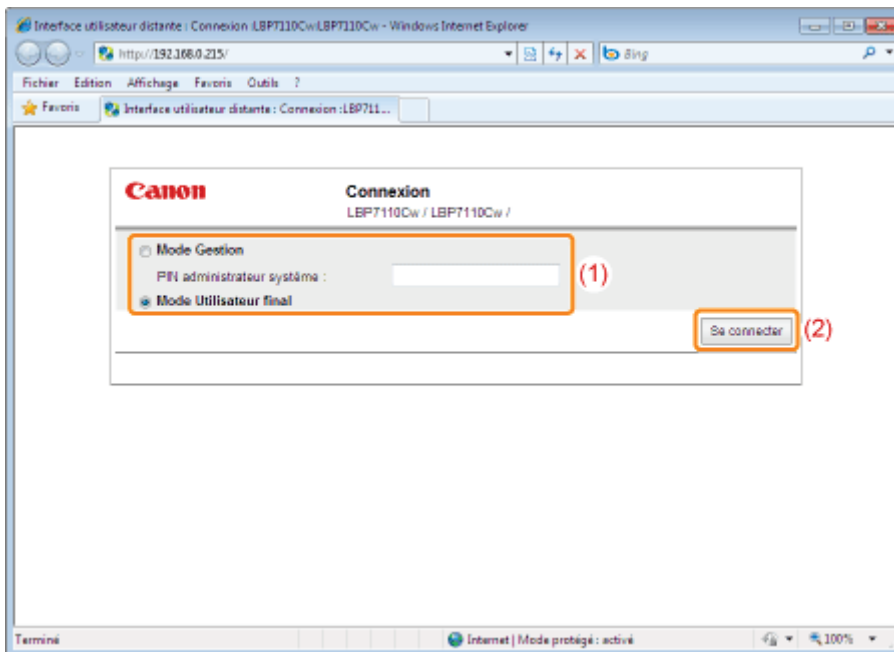 Interface utilisateur distante : Connexion :LBP7110Cw:LBP7110Cw - Windows Internet Explorer
http://192.168.0.215/
Bing
Fichier Edition Affichage Favoris Outils ?
Favoris Interface utilisateur distante : Connexion :LBP711...
Canon
Connexion
LBP7110Cw / LBP7110Cw /
Mode Gestion
PIN administrateur système :
(1)
Mode Utilisateur final
Se connecter
(2)
Terminé Internet | Mode protégé : activé 100%